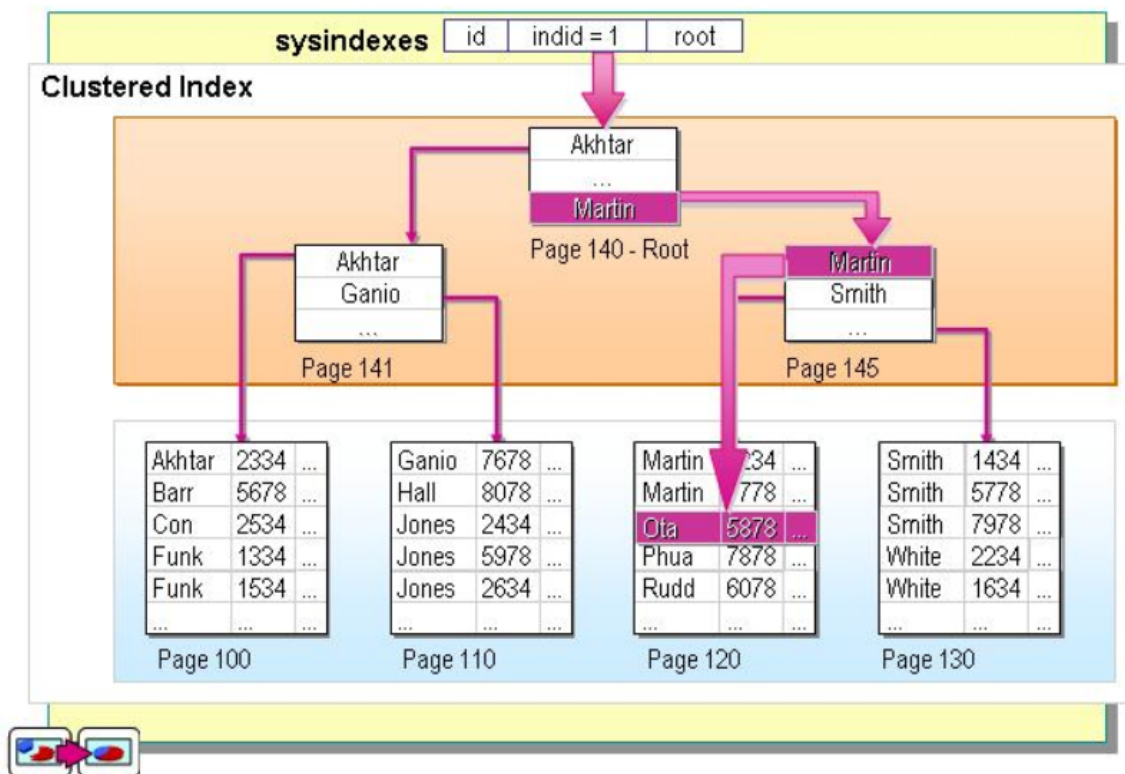 sysindexes id indid = 1 root
Clustered Index
Akhtar
...
Martin
Page 140 - Root
Akhtar
Ganio
...
Page 141
Martin
Smith
...
Page 145
Akhtar 2334 ...
Barr 5678 ...
Con 2534 ...
Funk 1334 ...
Funk 1534 ...
... ... ...
Page 100
Ganio 7678 ...
Hall 8078 ...
Jones 2434 ...
Jones 5978 ...
Jones 2634 ...
... ... ...
Page 110
Martin 234 ...
Martin 778 ...
Ota 5878 ...
Phua 7878 ...
Rudd 6078 ...
... ... ...
Page 120
Smith 1434 ...
Smith 5778 ...
Smith 7978 ...
White 2234 ...
White 1634 ...
... ... ...
Page 130